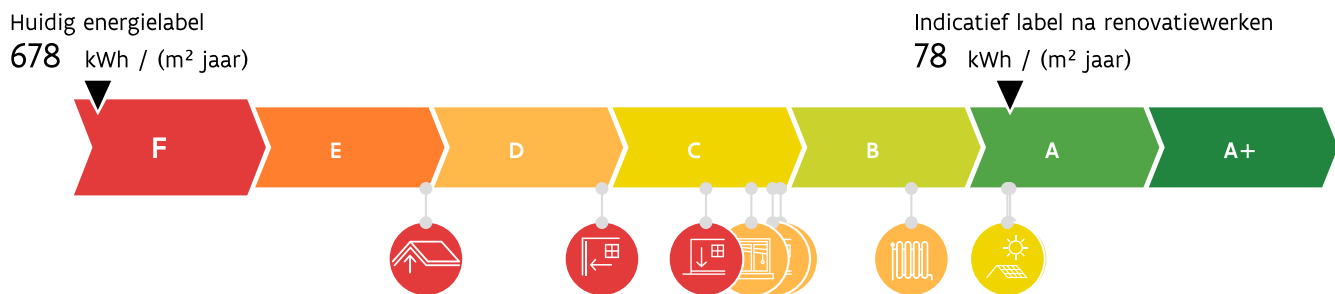 Huidig energielabel
678 kWh / (m² jaar)
Indicatief label na renovatiewerken
78 kWh / (m² jaar)
F E D C B A A+